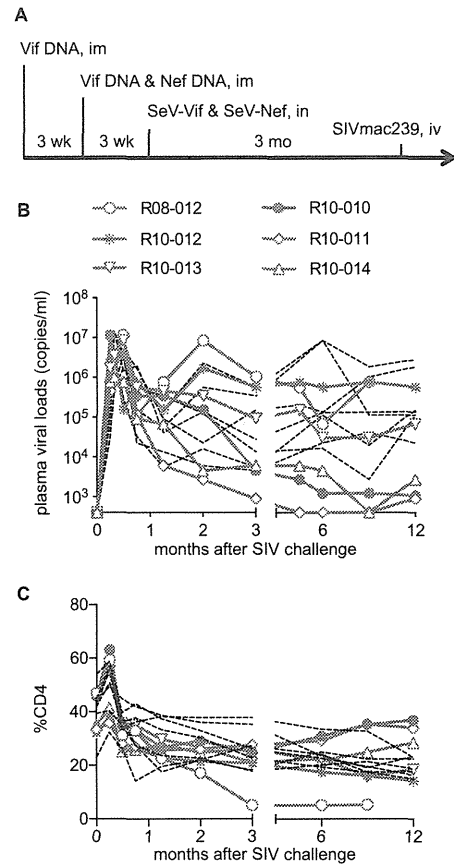 A
Vif DNA, im
Vif DNA & Nef DNA, im
SeV-Vif & SeV-Nef, in
SIVmac239, iv
3 wk 3 wk 3 mo
B
R08-012 R10-010
R10-012 R10-011
R10-013 R10-014
plasma viral loads (copies/ml)
10⁸
10⁷
10⁶
10⁵
10⁴
10³
0 1 2 3 6 12
months after SIV challenge
C
%CD4
80
60
40
20
0
0 1 2 3 6 12
months after SIV challenge